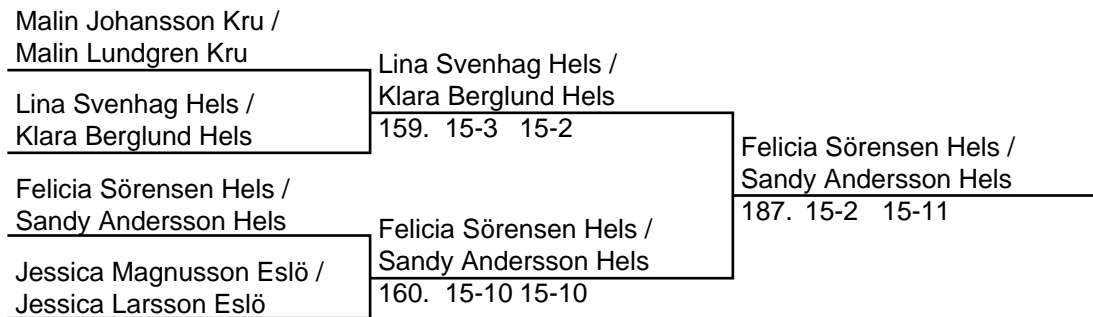 Malin Johansson Kru /
Malin Lundgren Kru
Lina Svenhag Hels /
Klara Berglund Hels
Felicia Sörensen Hels /
Sandy Andersson Hels
Jessica Magnusson Eslö /
Jessica Larsson Eslö
Lina Svenhag Hels /
Klara Berglund Hels
159. 15-3 15-2
Felicia Sörensen Hels /
Sandy Andersson Hels
160. 15-10 15-10
Felicia Sörensen Hels /
Sandy Andersson Hels
187. 15-2 15-11